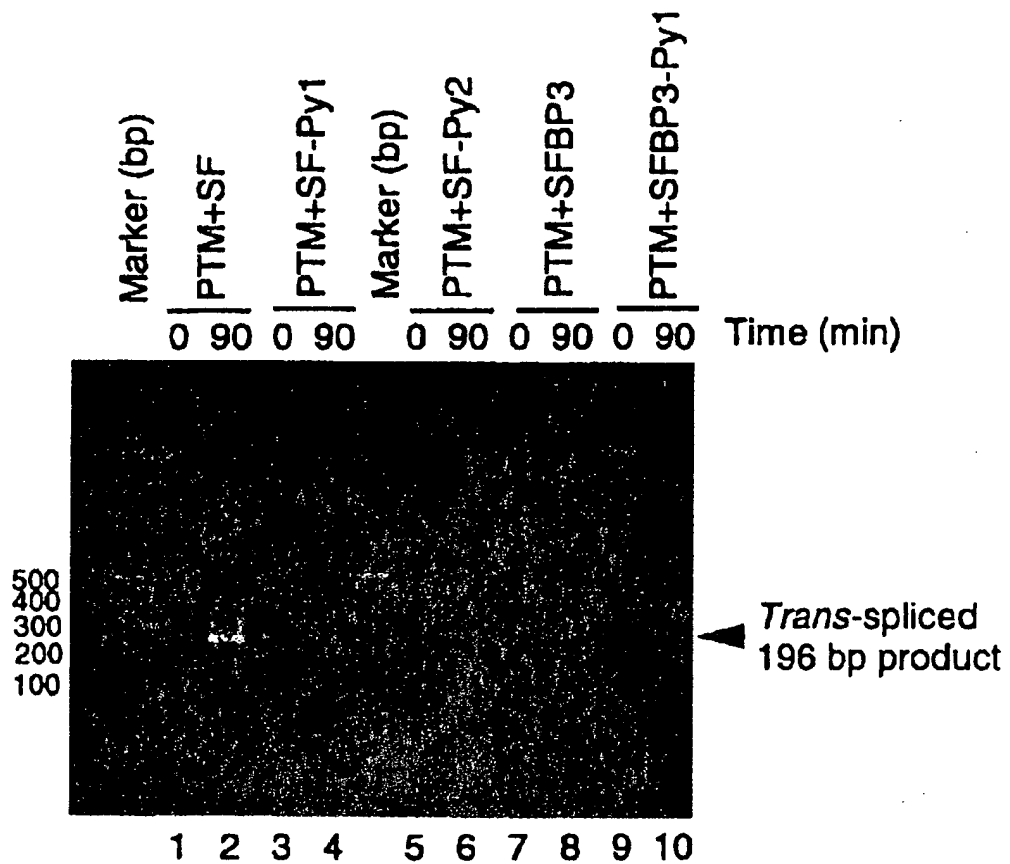 Marker (bp)
PTM+SF
PTM+SF-Py1
Marker (bp)
PTM+SF-Py2
PTM+SFBP3
PTM+SFBP3-Py1
0 90 0 90 0 90 0 90 0 90 Time (min)
500
400
300
200
100
Trans-spliced
196 bp product
1 2 3 4 5 6 7 8 9 10